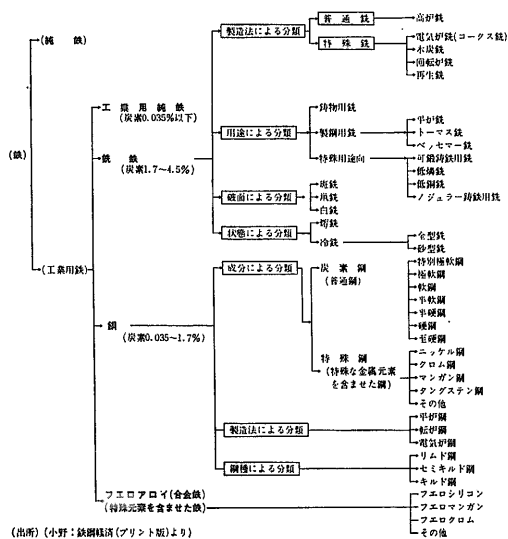 (鉄)
(純　鉄)
(工業用鉄)
工業用純鉄
(炭素0.035%以下)
銑　鉄
(炭素1.7〜4.5%)
製造法による分類
普通銑
高炉銑
特殊銑
電気炉銑(コークス銑)
木炭銑
回転炉銑
再生銑
用途による分類
鋳物用銑
製鋼用銑
平炉銑
トーマス銑
ベッセマー銑
特殊用途向
可鍛鋳鉄用銑
低燐銑
低銅銑
ノジュラー鋳鉄用銑
破面による分類
斑銑
鼠銑
白銑
状態による分類
熔銑
冷銑
金型銑
砂型銑
鋼
(炭素0.035〜1.7%)
成分による分類
炭素鋼
(普通鋼)
特別極軟鋼
極軟鋼
軟鋼
半軟鋼
半硬鋼
硬鋼
至硬鋼
特殊鋼
(特殊な金属元素
を含ませた鋼)
ニッケル鋼
クロム鋼
マンガン鋼
タングステン鋼
その他
製造法による分類
平炉鋼
転炉鋼
電気炉鋼
鋼種による分類
リムド鋼
セミキルド鋼
キルド鋼
フエロアロイ(合金鉄)
(特殊元素を含ませた鉄)
フエロシリコン
フエロマンガン
フエロクロム
その他
(出所) (小野：鉄鋼経済(プリント版)より)